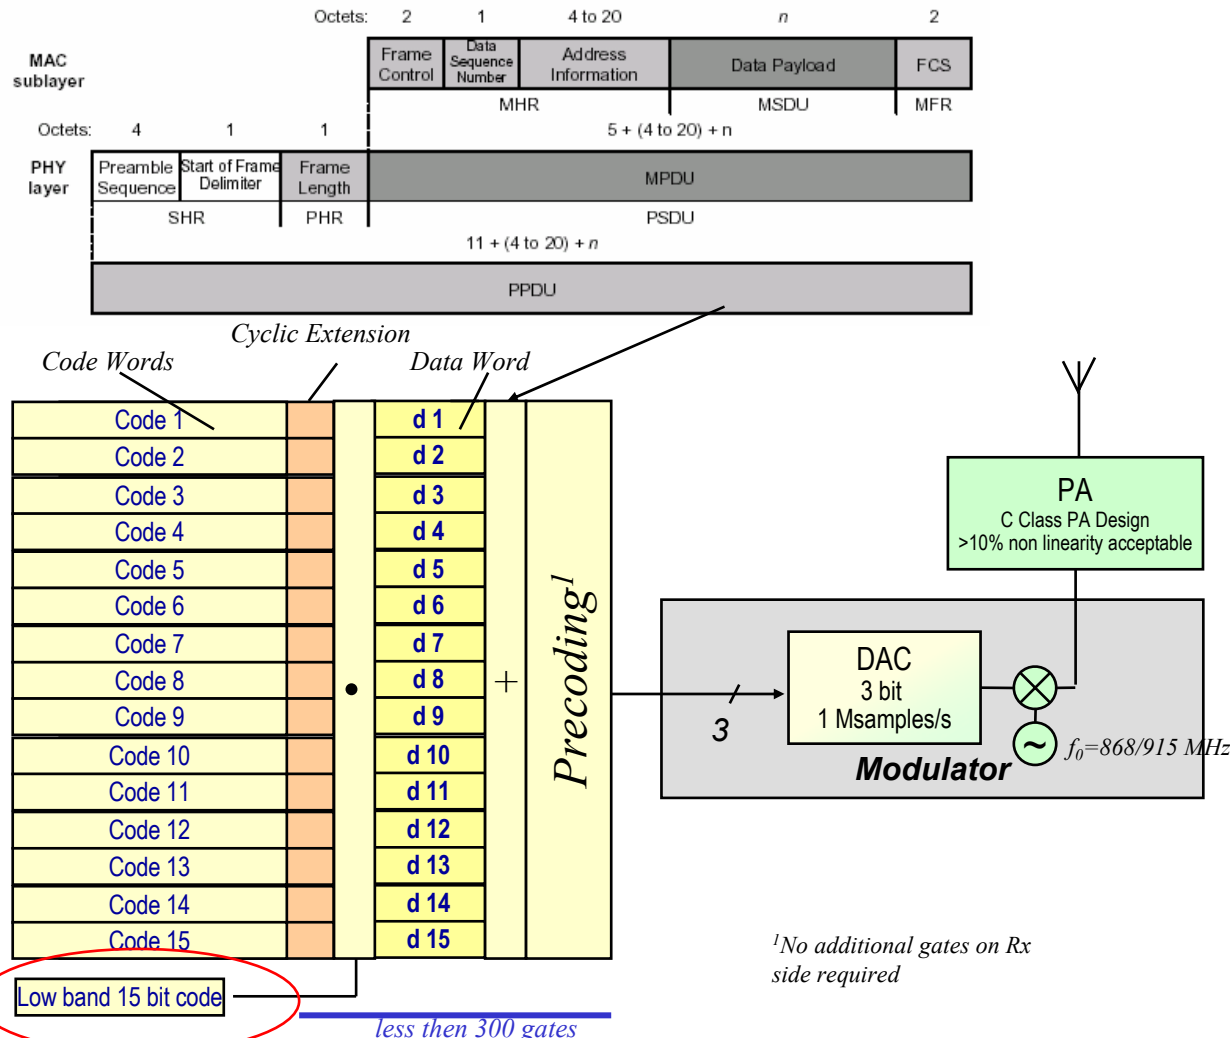 Octets: 2 1 4 to 20 n 2
MAC sublayer
Frame Control
Data Sequence Number
Address Information
Data Payload
FCS
MHR MSDU MFR
Octets: 4 1 1 5 + (4 to 20) + n
PHY layer
Preamble Sequence
Start of Frame Delimiter
Frame Length
MPDU
SHR PHR PSDU
11 + (4 to 20) + n
PPDU
Cyclic Extension
Code Words
Data Word
Code 1 d 1
Code 2 d 2
Code 3 d 3
Code 4 d 4
Code 5 d 5
Code 6 d 6
Code 7 d 7
Code 8 d 8
Code 9 d 9
Code 10 d 10
Code 11 d 11
Code 12 d 12
Code 13 d 13
Code 14 d 14
Code 15 d 15
•
+
Precoding1
3
DAC
3 bit
1 Msamples/s
~
f0=868/915 MHz
Modulator
PA
C Class PA Design
>10% non linearity acceptable
1No additional gates on Rx
side required
Low band 15 bit code
less then 300 gates